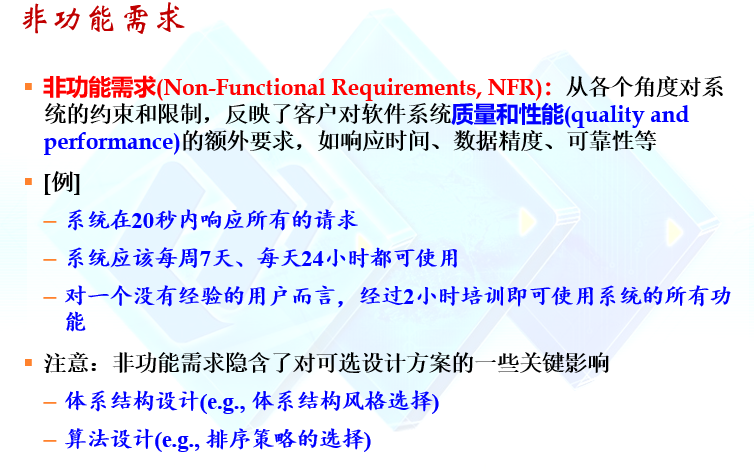 非功能需求
▪ 非功能需求(Non-Functional Requirements, NFR)：从各个角度对系
统的约束和限制，反映了客户对软件系统质量和性能(quality and
performance)的额外要求，如响应时间、数据精度、可靠性等
▪ [例]
– 系统在20秒内响应所有的请求
– 系统应该每周7天、每天24小时都可使用
– 对一个没有经验的用户而言，经过2小时培训即可使用系统的所有功
能
▪ 注意：非功能需求隐含了对可选设计方案的一些关键影响
– 体系结构设计(e.g., 体系结构风格选择)
– 算法设计(e.g., 排序策略的选择)